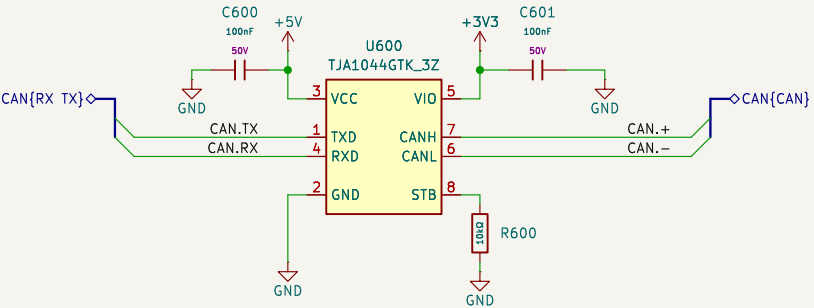 C600
100nF
50V
+5V
+3V3
C601
100nF
50V
U600
TJA1044GTK_3Z
GND
GND
CAN{RX TX}
CAN{CAN}
3 VCC
VIO 5
CAN.TX
1 TXD
CANH 7
CAN.+
CAN.RX
4 RXD
CANL 6
CAN.-
2 GND
STB 8
10kΩ
R600
GND
GND